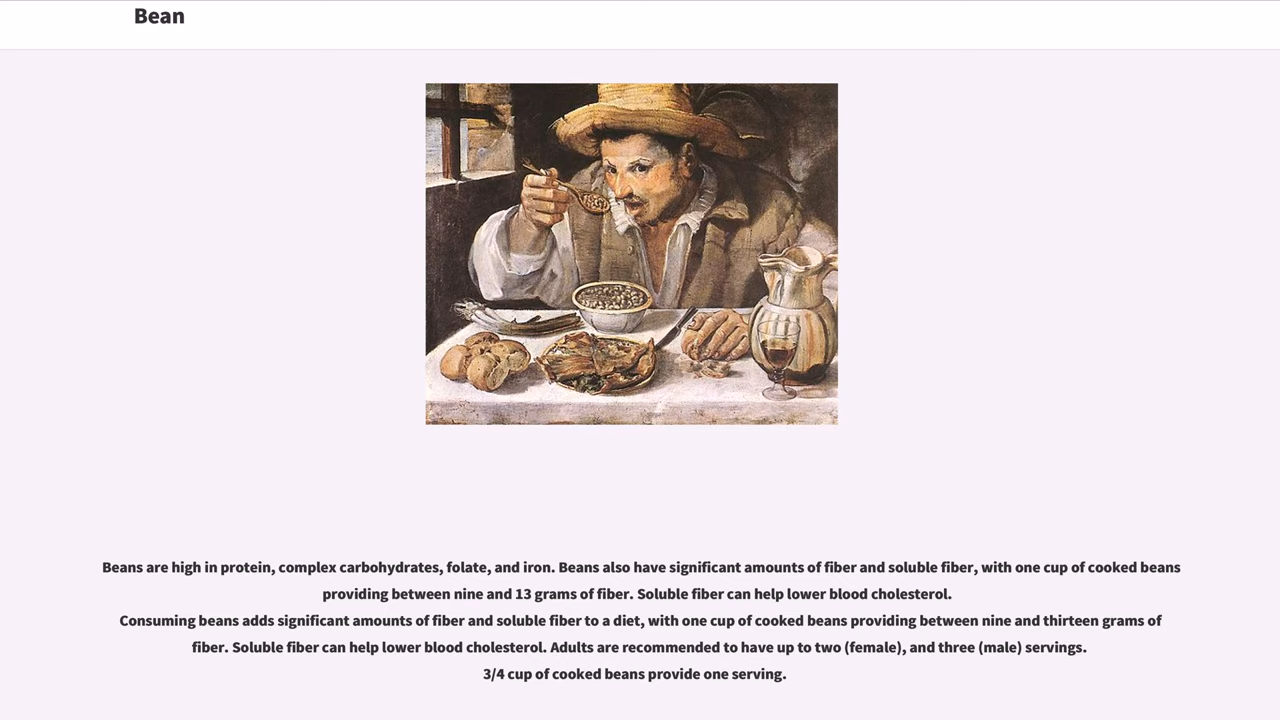 Bean
Beans are high in protein, complex carbohydrates, folate, and iron. Beans also have significant amounts of fiber and soluble fiber, with one cup of cooked beans
providing between nine and 13 grams of fiber. Soluble fiber can help lower blood cholesterol.
Consuming beans adds significant amounts of fiber and soluble fiber to a diet, with one cup of cooked beans providing between nine and thirteen grams of
fiber. Soluble fiber can help lower blood cholesterol. Adults are recommended to have up to two (female), and three (male) servings.
3/4 cup of cooked beans provide one serving.